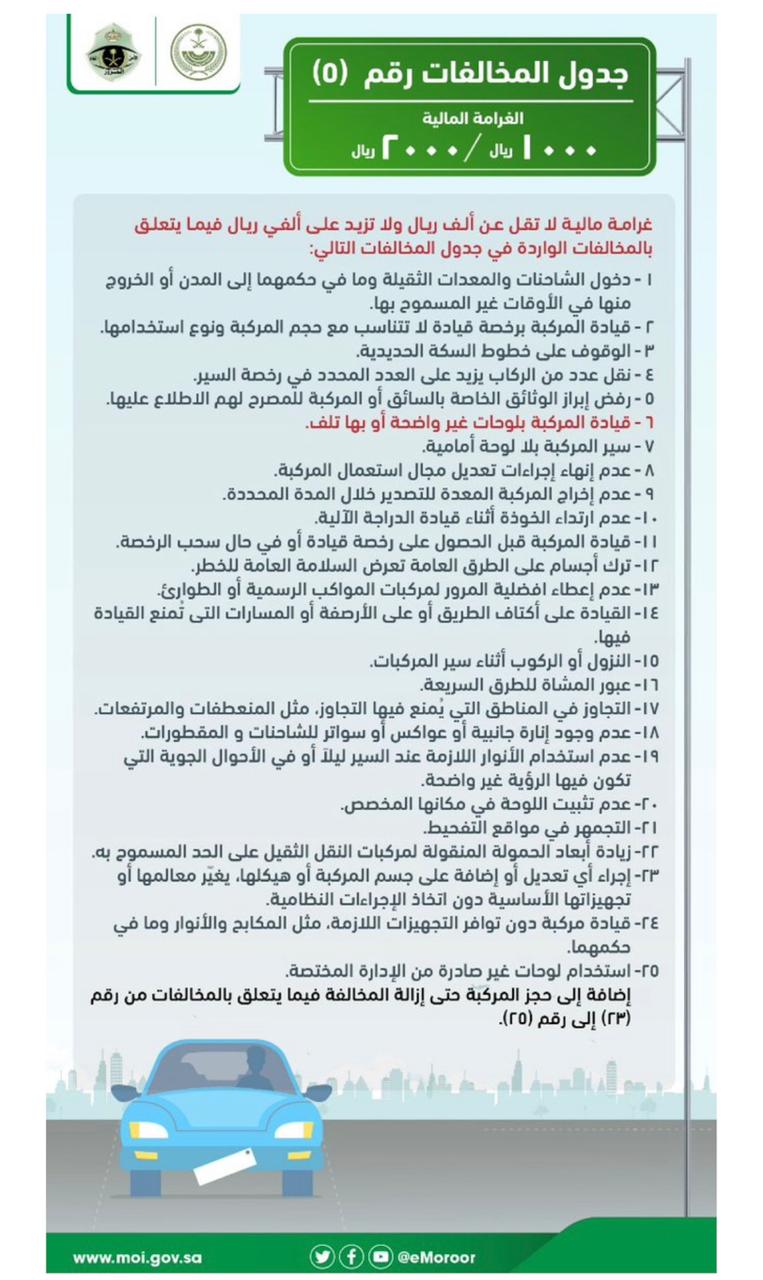 جدول المخالفات رقم (٥)
الغرامة المالية
١٠٠٠ ريال / ٢٠٠٠ ريال
غرامة مالية لا تقل عن ألف ريال ولا تزيد على ألفي ريال فيما يتعلق
بالمخالفات الواردة في جدول المخالفات التالي:
١ - دخول الشاحنات والمعدات الثقيلة وما في حكمهما إلى المدن أو الخروج
منها في الأوقات غير المسموح بها.
٢ - قيادة المركبة برخصة قيادة لا تتناسب مع حجم المركبة ونوع استخدامها.
٣ - الوقوف على خطوط السكة الحديدية.
٤ - نقل عدد من الركاب يزيد على العدد المحدد في رخصة السير.
٥ - رفض إبراز الوثائق الخاصة بالسائق أو المركبة للمصرح لهم الاطلاع عليها.
٦ - قيادة المركبة بلوحات غير واضحة أو بها تلف.
٧ - سير المركبة بلا لوحة أمامية.
٨ - عدم إنهاء إجراءات تعديل مجال استعمال المركبة.
٩ - عدم إخراج المركبة المعدة للتصدير خلال المدة المحددة.
١٠- عدم ارتداء الخوذة أثناء قيادة الدراجة الآلية.
١١- قيادة المركبة قبل الحصول على رخصة قيادة أو في حال سحب الرخصة.
١٢- ترك أجسام على الطرق العامة تعرض السلامة العامة للخطر.
١٣- عدم إعطاء افضلية المرور لمركبات المواكب الرسمية أو الطوارئ.
١٤- القيادة على أكتاف الطريق أو على الأرصفة أو المسارات التى تُمنع القيادة
فيها.
١٥- النزول أو الركوب أثناء سير المركبات.
١٦- عبور المشاة للطرق السريعة.
١٧- التجاوز في المناطق التي يُمنع فيها التجاوز، مثل المنعطفات والمرتفعات.
١٨- عدم وجود إنارة جانبية أو عواكس أو سواتر للشاحنات و المقطورات.
١٩- عدم استخدام الأنوار اللازمة عند السير ليلاً أو في الأحوال الجوية التي
تكون فيها الرؤية غير واضحة.
٢٠- عدم تثبيت اللوحة في مكانها المخصص.
٢١- التجمهر في مواقع التفحيط.
٢٢- زيادة أبعاد الحمولة المنقولة لمركبات النقل الثقيل على الحد المسموح به.
٢٣- إجراء أي تعديل أو إضافة على جسم المركبة أو هيكلها، يغيّر معالمها أو
تجهيزاتها الأساسية دون اتخاذ الإجراءات النظامية.
٢٤- قيادة مركبة دون توافر التجهيزات اللازمة، مثل المكابح والأنوار وما في
حكمهما.
٢٥- استخدام لوحات غير صادرة من الإدارة المختصة.
إضافة إلى حجز المركبة حتى إزالة المخالفة فيما يتعلق بالمخالفات من رقم
(٢٣) إلى رقم (٢٥).
www.moi.gov.sa
@eMoroor